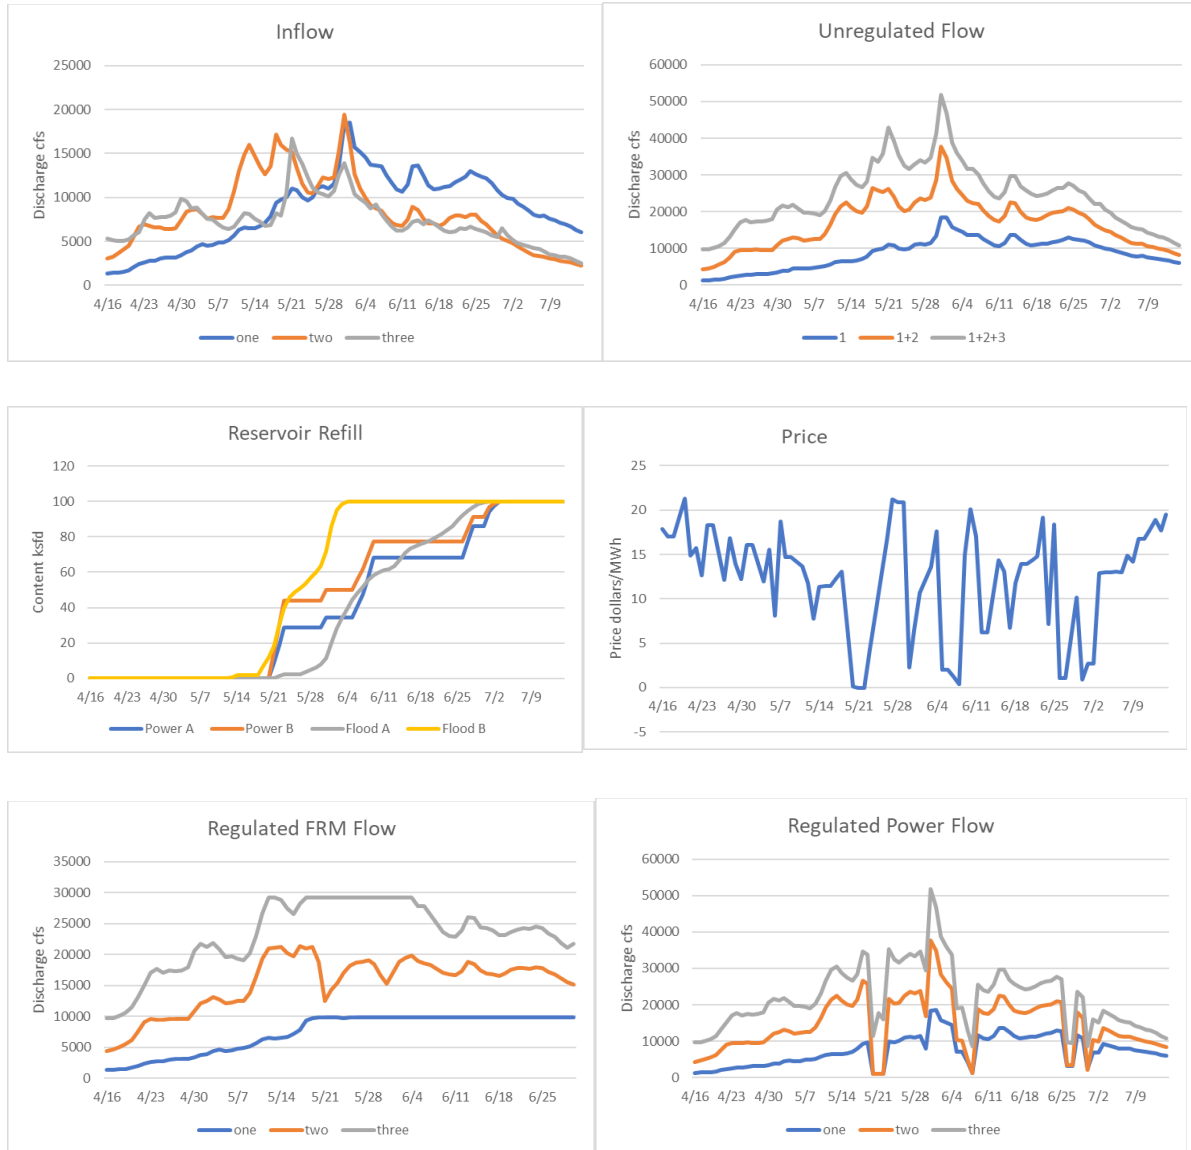 Inflow
Discharge cfs
25000
20000
15000
10000
5000
0
4/16 4/23 4/30 5/7 5/14 5/21 5/28 6/4 6/11 6/18 6/25 7/2 7/9
one two three
Unregulated Flow
Discharge cfs
60000
50000
40000
30000
20000
10000
0
4/16 4/23 4/30 5/7 5/14 5/21 5/28 6/4 6/11 6/18 6/25 7/2 7/9
1 1+2 1+2+3
Reservoir Refill
Content ksfd
120
100
80
60
40
20
0
4/16 4/23 4/30 5/7 5/14 5/21 5/28 6/4 6/11 6/18 6/25 7/2 7/9
Power A Power B Flood A Flood B
Price
Price dollars/MWh
25
20
15
10
5
0
-5
4/16 4/23 4/30 5/7 5/14 5/21 5/28 6/4 6/11 6/18 6/25 7/2 7/9
Regulated FRM Flow
Discharge cfs
35000
30000
25000
20000
15000
10000
5000
0
4/16 4/23 4/30 5/7 5/14 5/21 5/28 6/4 6/11 6/18 6/25
one two three
Regulated Power Flow
Discharge cfs
60000
50000
40000
30000
20000
10000
0
4/16 4/23 4/30 5/7 5/14 5/21 5/28 6/4 6/11 6/18 6/25 7/2 7/9
one two three